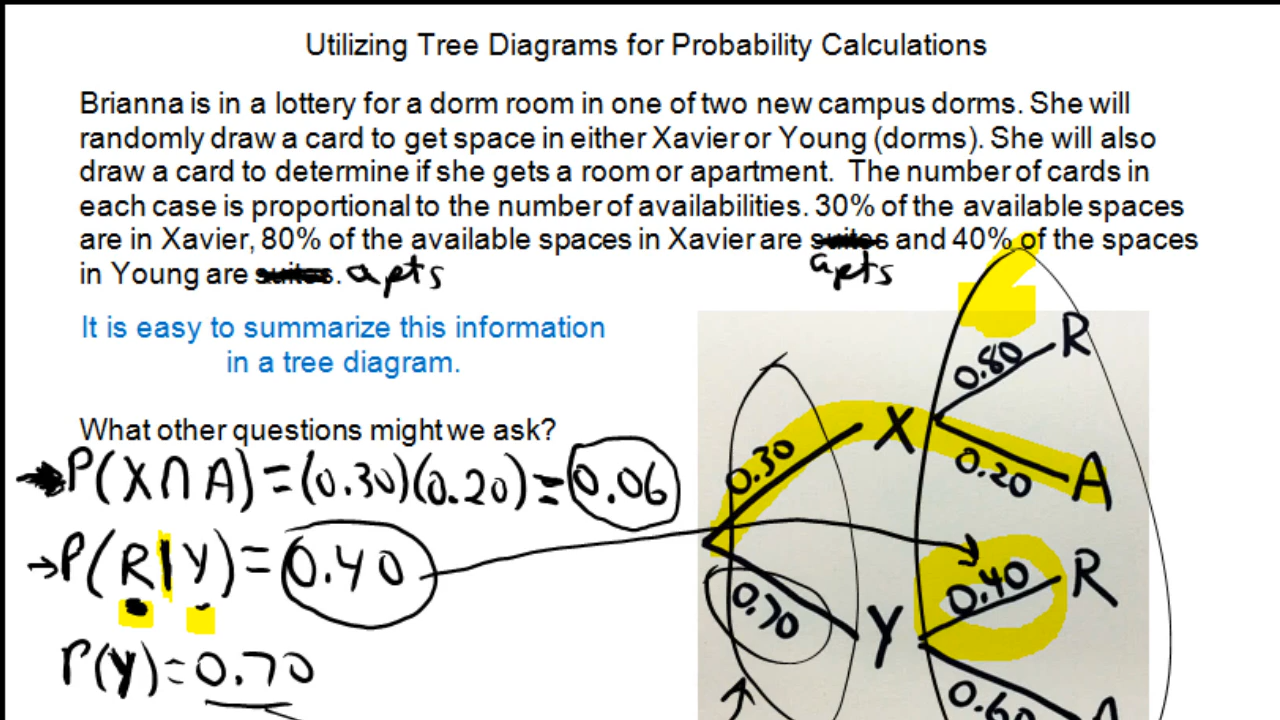 Utilizing Tree Diagrams for Probability Calculations
Brianna is in a lottery for a dorm room in one of two new campus dorms. She will
randomly draw a card to get space in either Xavier or Young (dorms). She will also
draw a card to determine if she gets a room or apartment. The number of cards in
each case is proportional to the number of availabilities. 30% of the available spaces
are in Xavier, 80% of the available spaces in Xavier are suites and 40% of the spaces
apts
in Young are suites. apts
It is easy to summarize this information
in a tree diagram.
What other questions might we ask?
P(X∩A) = (0.30)(0.20) = 0.06
P(R|Y) = 0.40
P(Y) = 0.70
0.80 R
0.30 X
0.20 A
0.40 R
0.70 Y
0.60 A